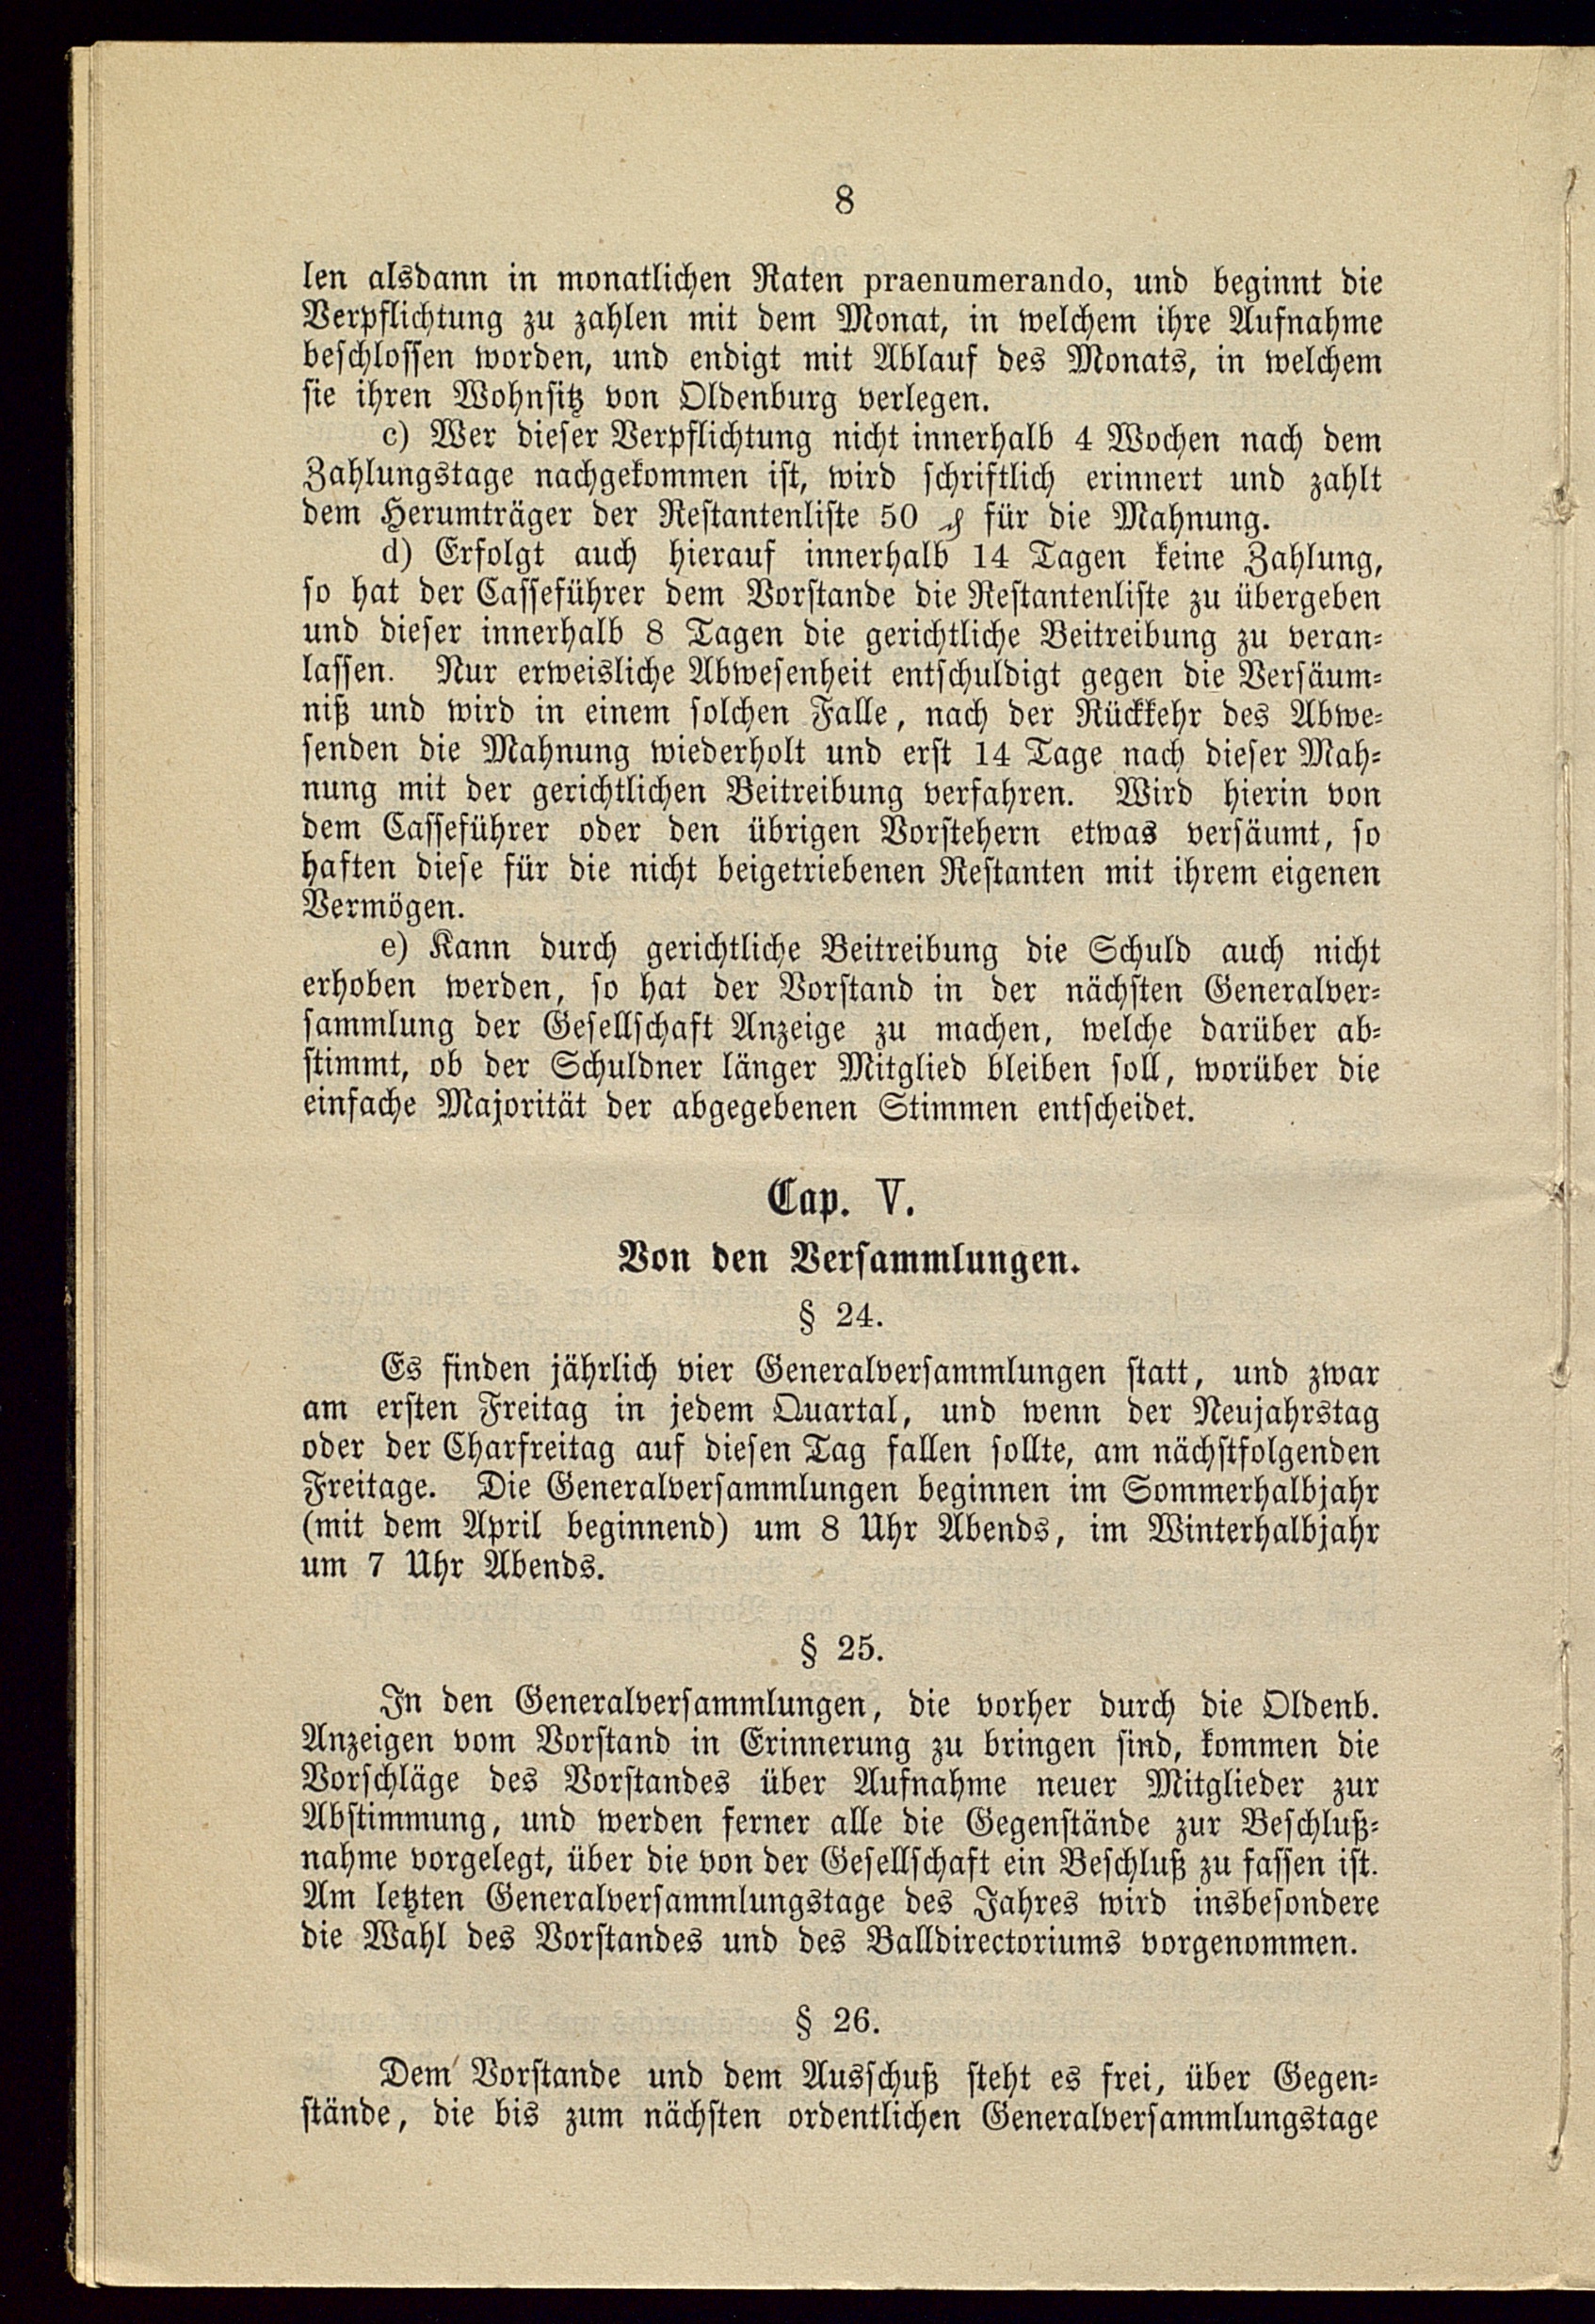 8
len alsdann in monatlichen Raten praenumerando, und beginnt die
Verpflichtung zu zahlen mit dem Monat, in welchem ihre Aufnahme
beschlossen worden, und endigt mit Ablauf des Monats, in welchem
sie ihren Wohnsitz von Oldenburg verlegen.
c) Wer dieser Verpflichtung nicht innerhalb 4 Wochen nach dem
Zahlungstage nachgekommen ist, wird schriftlich erinnert und zahlt
dem Herumträger der Restantenliste 50 ₰ für die Mahnung.
d) Erfolgt auch hierauf innerhalb 14 Tagen keine Zahlung,
so hat der Casseführer dem Vorstande die Restantenliste zu übergeben
und dieser innerhalb 8 Tagen die gerichtliche Beitreibung zu veran-
lassen. Nur erweisliche Abwesenheit entschuldigt gegen die Versäum-
niß und wird in einem solchen Falle, nach der Rückkehr des Abwe-
senden die Mahnung wiederholt und erst 14 Tage nach dieser Mah-
nung mit der gerichtlichen Beitreibung verfahren. Wird hierin von
dem Casseführer oder den übrigen Vorstehern etwas versäumt, so
haften diese für die nicht beigetriebenen Restanten mit ihrem eigenen
Vermögen.
e) Kann durch gerichtliche Beitreibung die Schuld auch nicht
erhoben werden, so hat der Vorstand in der nächsten Generalver-
sammlung der Gesellschaft Anzeige zu machen, welche darüber ab-
stimmt, ob der Schuldner länger Mitglied bleiben soll, worüber die
einfache Majorität der abgegebenen Stimmen entscheidet.
Cap. V.
Von den Versammlungen.
§ 24.
Es finden jährlich vier Generalversammlungen statt, und zwar
am ersten Freitag in jedem Quartal, und wenn der Neujahrstag
oder der Charfreitag auf diesen Tag fallen sollte, am nächstfolgenden
Freitage. Die Generalversammlungen beginnen im Sommerhalbjahr
(mit dem April beginnend) um 8 Uhr Abends, im Winterhalbjahr
um 7 Uhr Abends.
§ 25.
In den Generalversammlungen, die vorher durch die Oldenb.
Anzeigen vom Vorstand in Erinnerung zu bringen sind, kommen die
Vorschläge des Vorstandes über Aufnahme neuer Mitglieder zur
Abstimmung, und werden ferner alle die Gegenstände zur Beschluß-
nahme vorgelegt, über die von der Gesellschaft ein Beschluß zu fassen ist.
Am letzten Generalversammlungstage des Jahres wird insbesondere
die Wahl des Vorstandes und des Balldirectoriums vorgenommen.
§ 26.
Dem Vorstande und dem Ausschuß steht es frei, über Gegen-
stände, die bis zum nächsten ordentlichen Generalversammlungstage